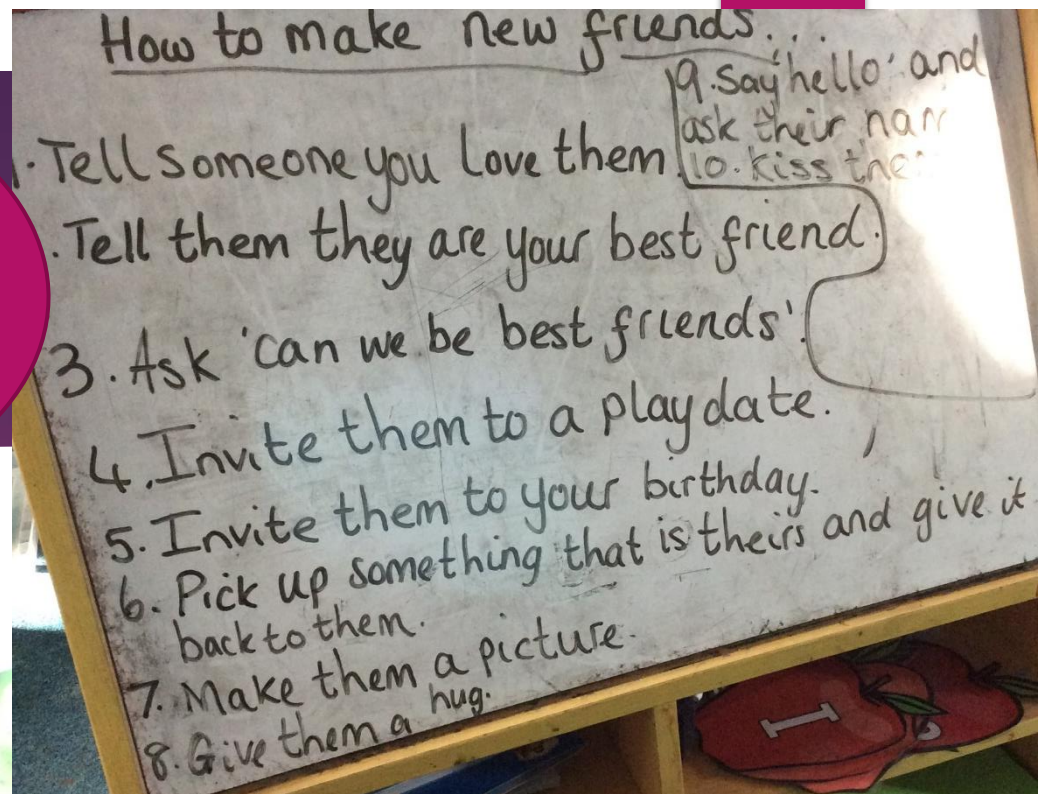 How to make new friends...
. Tell someone you love them.
. Tell them they are your best friend.
3. Ask 'can we be best friends'.
4. Invite them to a playdate.
5. Invite them to your birthday.
6. Pick up something that is theirs and give it
back to them.
7. Make them a picture.
8. Give them a hug.
9. Say 'hello' and
ask their
10. kiss
I